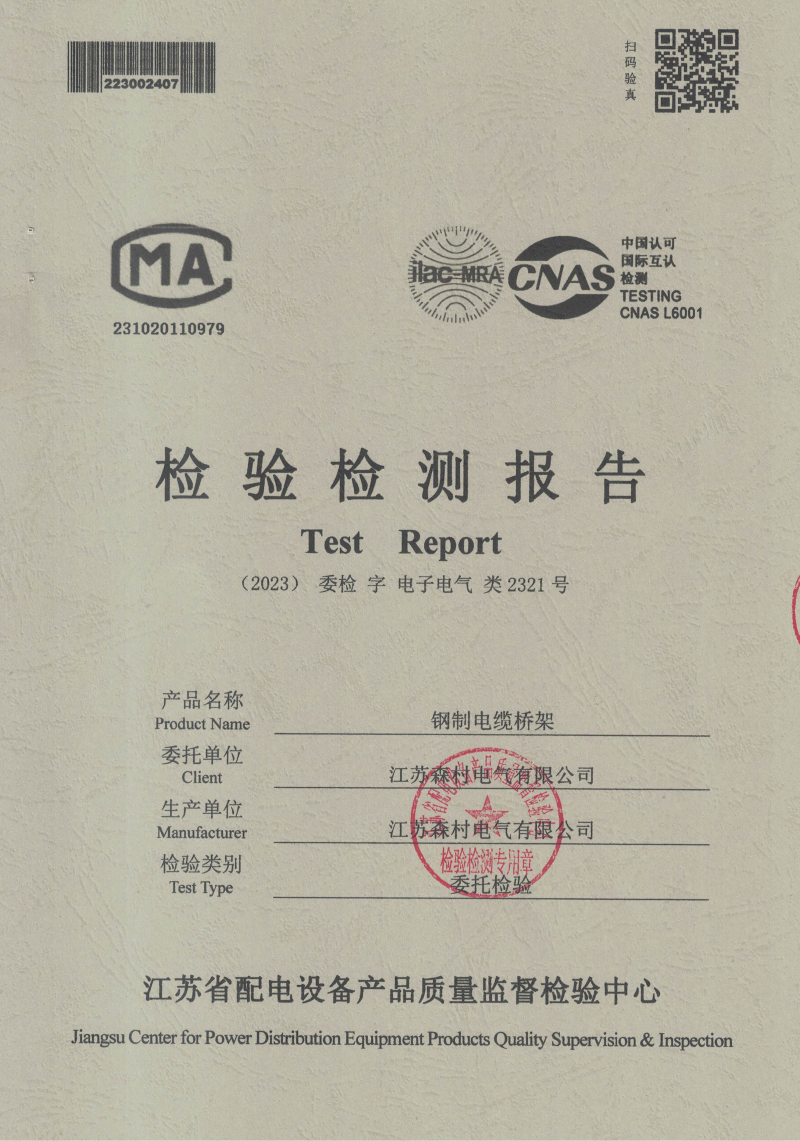 223002407
扫码验真
MA
231020110979
ilac-MRA
CNAS
中国认可
国际互认
检测
TESTING
CNAS L6001
检验检测报告
Test Report
（2023） 委检 字 电子电气 类 2321 号
产品名称
Product Name
钢制电缆桥架
委托单位
Client
江苏森村电气有限公司
生产单位
Manufacturer
江苏森村电气有限公司
检验类别
Test Type
委托检验
检验检测专用章
江苏省配电设备产品质量监督检验中心
Jiangsu Center for Power Distribution Equipment Products Quality Supervision & Inspection